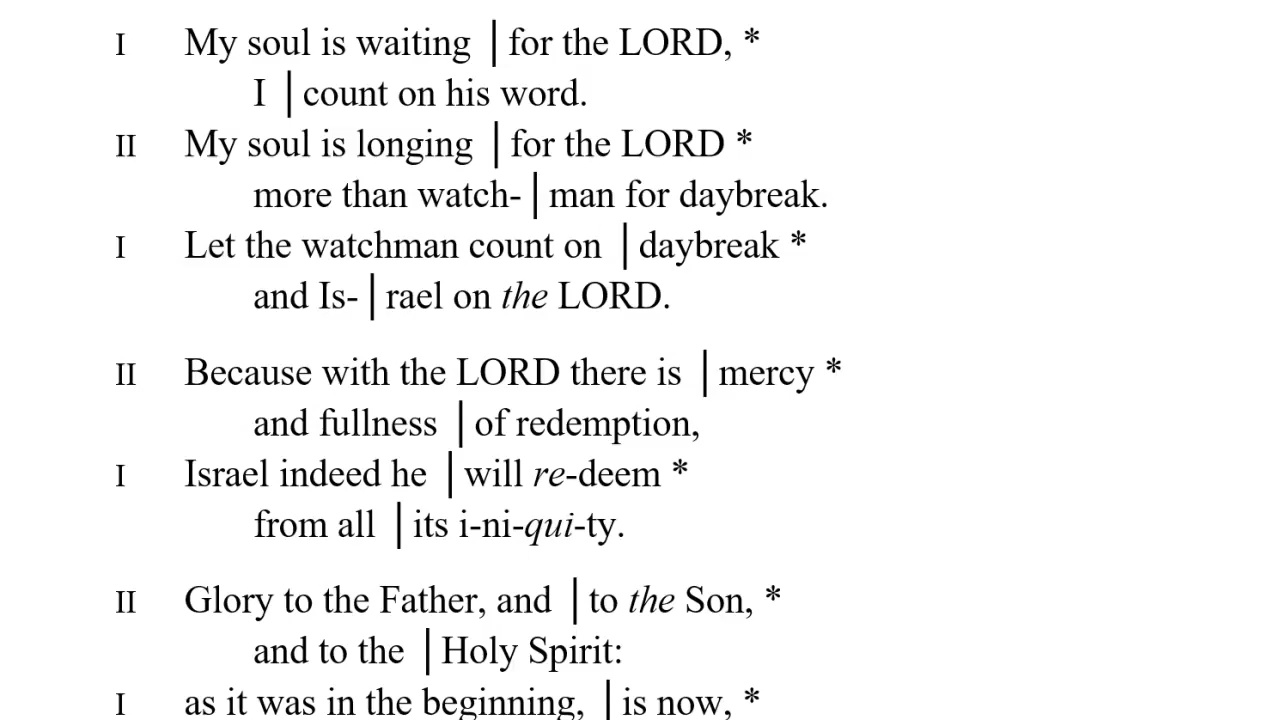 I My soul is waiting | for the LORD, *
I | count on his word.
II My soul is longing | for the LORD *
more than watch- | man for daybreak.
I Let the watchman count on | daybreak *
and Is- | rael on the LORD.
II Because with the LORD there is | mercy *
and fullness | of redemption,
I Israel indeed he | will re-deem *
from all | its i-ni-qui-ty.
II Glory to the Father, and | to the Son, *
and to the | Holy Spirit:
I as it was in the beginning, | is now, *